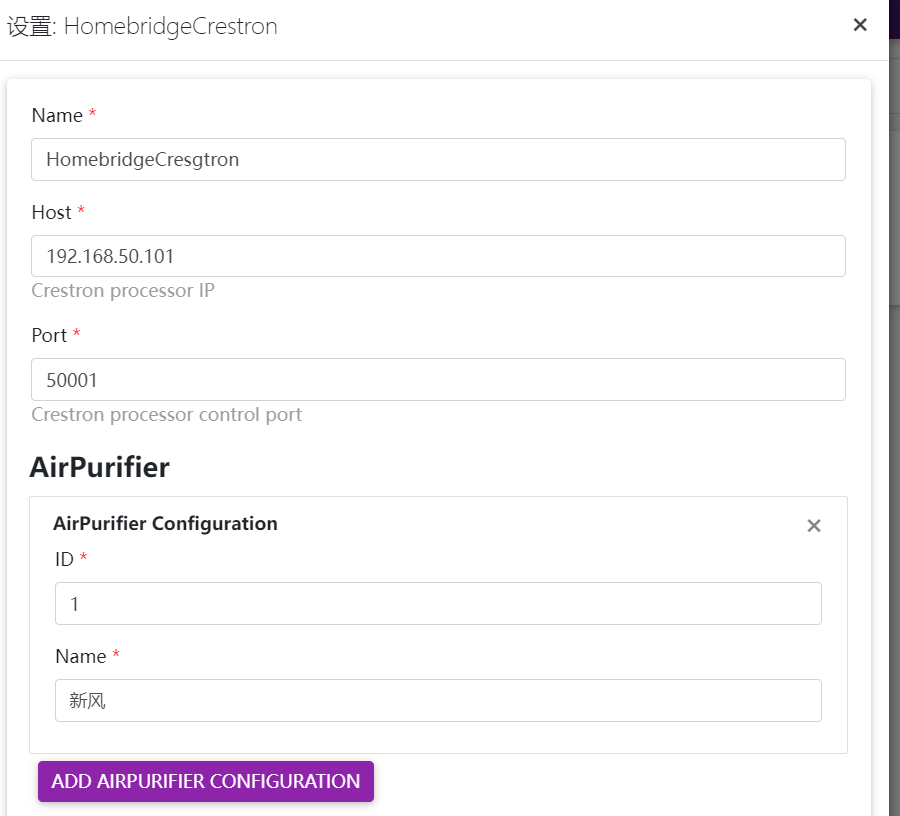 设置: HomebridgeCrestron
Name *
HomebridgeCresgtron
Host *
192.168.50.101
Crestron processor IP
Port *
50001
Crestron processor control port
AirPurifier
AirPurifier Configuration
ID *
1
Name *
新风
ADD AIRPURIFIER CONFIGURATION